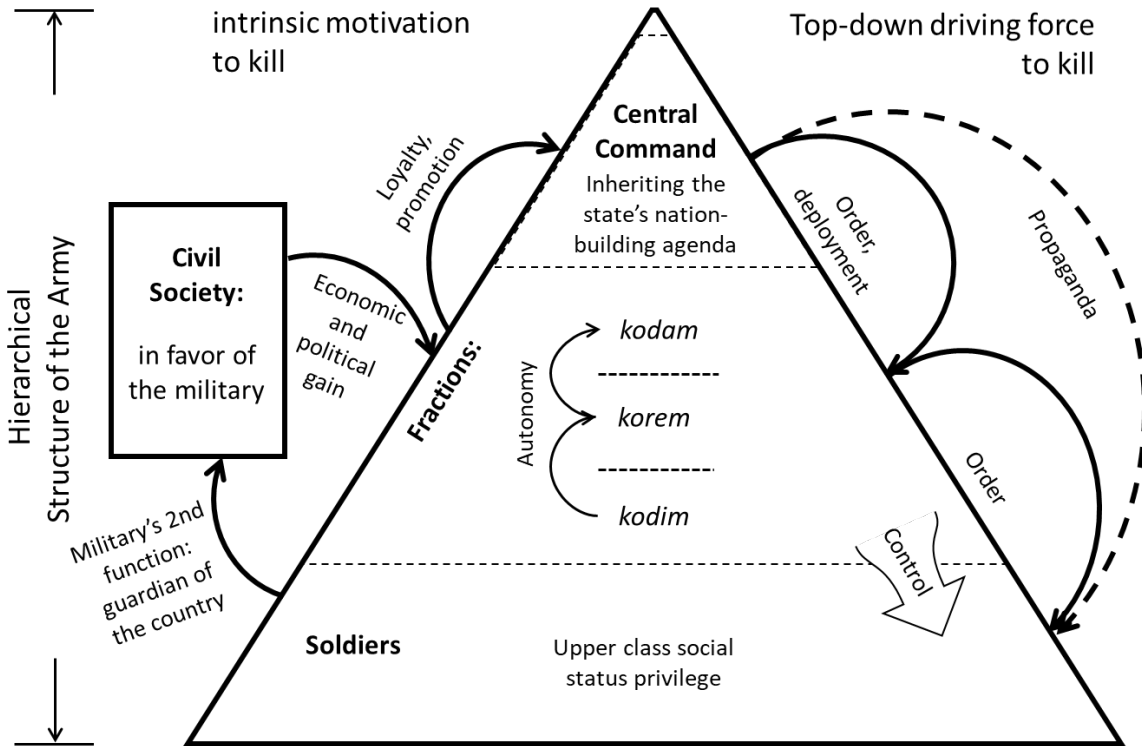 intrinsic motivation
to kill
Top-down driving force
to kill
Hierarchical
Structure of the Army
Central
Command
Inheriting the
state's nation-
building agenda
Loyalty,
promotion
Order,
deployment
Propaganda
Civil
Society:
in favor of
the military
Economic
and
political
gain
Fractions:
Autonomy
kodam
korem
kodim
Order
Control
Military's 2nd
function:
guardian of
the country
Soldiers
Upper class social
status privilege